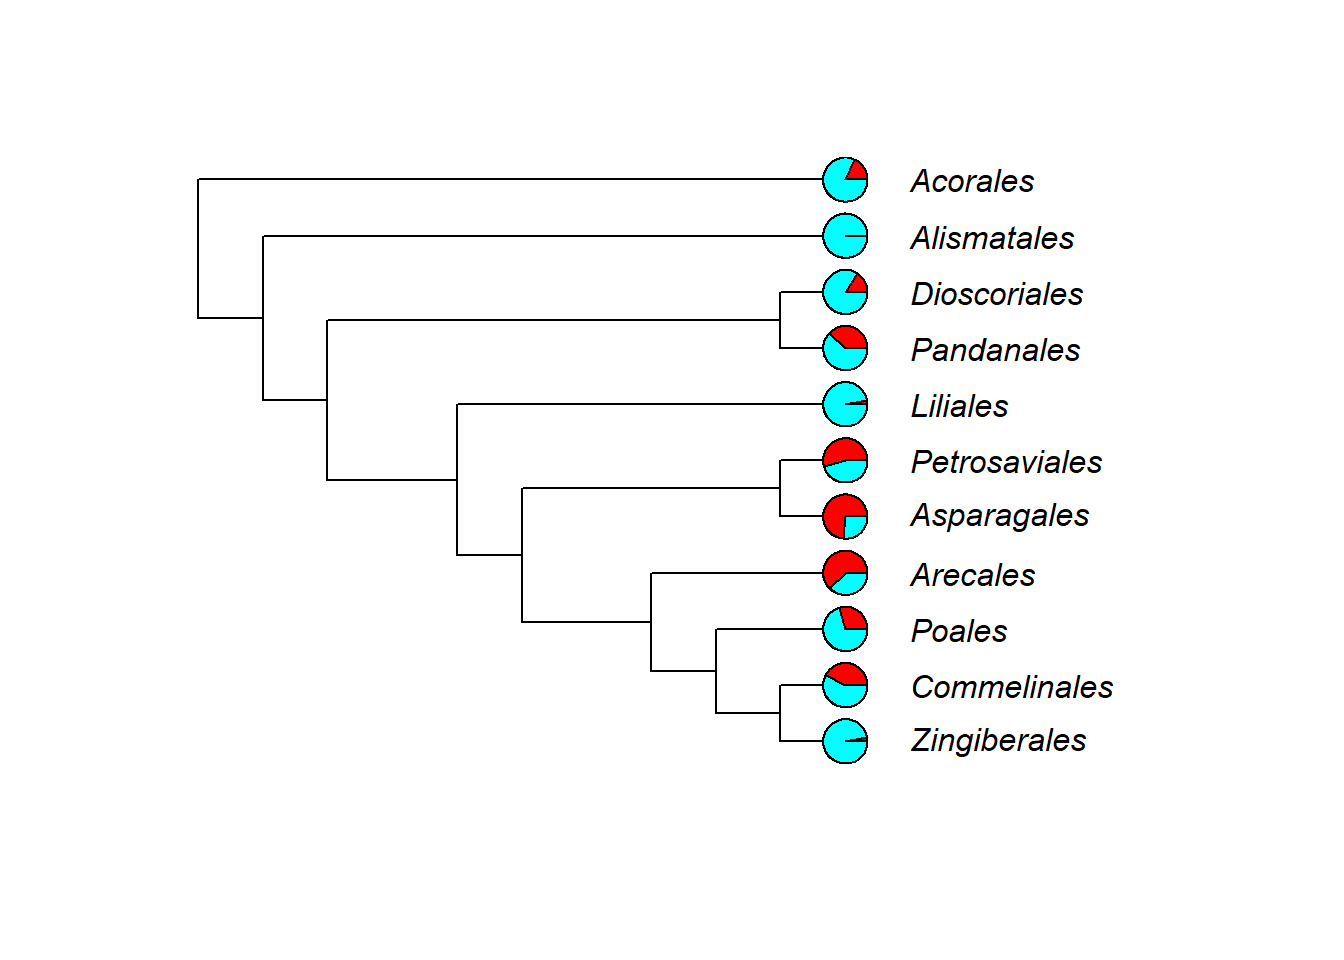 Acorales
Alismatales
Dioscoriales
Pandanales
Liliales
Petrosaviales
Asparagales
Arecales
Poales
Commelinales
Zingiberales